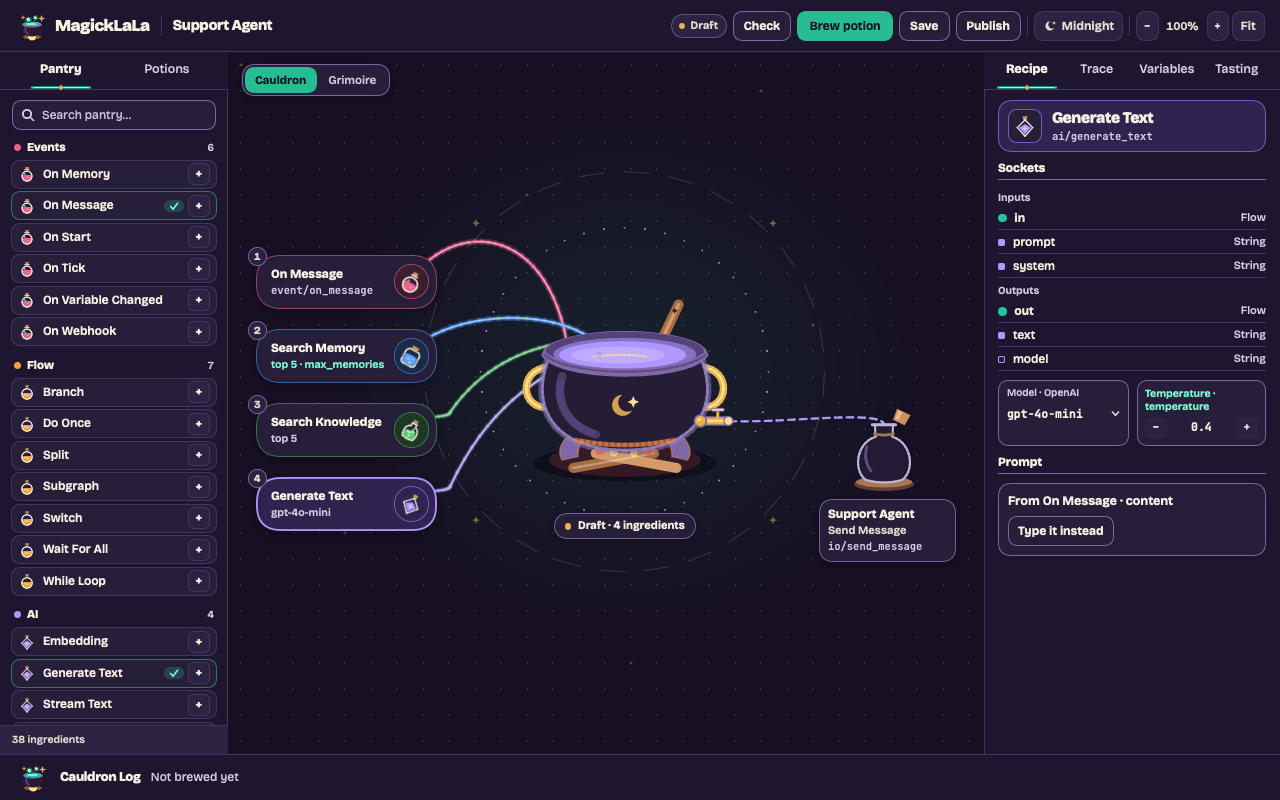 MagickLaLa
Support Agent
Draft
Check
Brew potion
Save
Publish
Midnight
−
100%
+
Fit
Pantry
Potions
Search pantry...
Events 6
On Memory +
On Message +
On Start +
On Tick +
On Variable Changed +
On Webhook +
Flow 7
Branch +
Do Once +
Split +
Subgraph +
Switch +
Wait For All +
While Loop +
AI 4
Embedding +
Generate Text +
Stream Text +
38 ingredients
Cauldron
Grimoire
1
On Message
event/on_message
2
Search Memory
top 5 · max_memories
3
Search Knowledge
top 5
4
Generate Text
gpt-4o-mini
Draft · 4 ingredients
Support Agent
Send Message
io/send_message
Recipe
Trace
Variables
Tasting
Generate Text
ai/generate_text
Sockets
Inputs
in Flow
prompt String
system String
Outputs
out Flow
text String
model String
Model · OpenAI
gpt-4o-mini
Temperature ·
temperature
− 0.4 +
Prompt
From On Message · content
Type it instead
Cauldron Log Not brewed yet